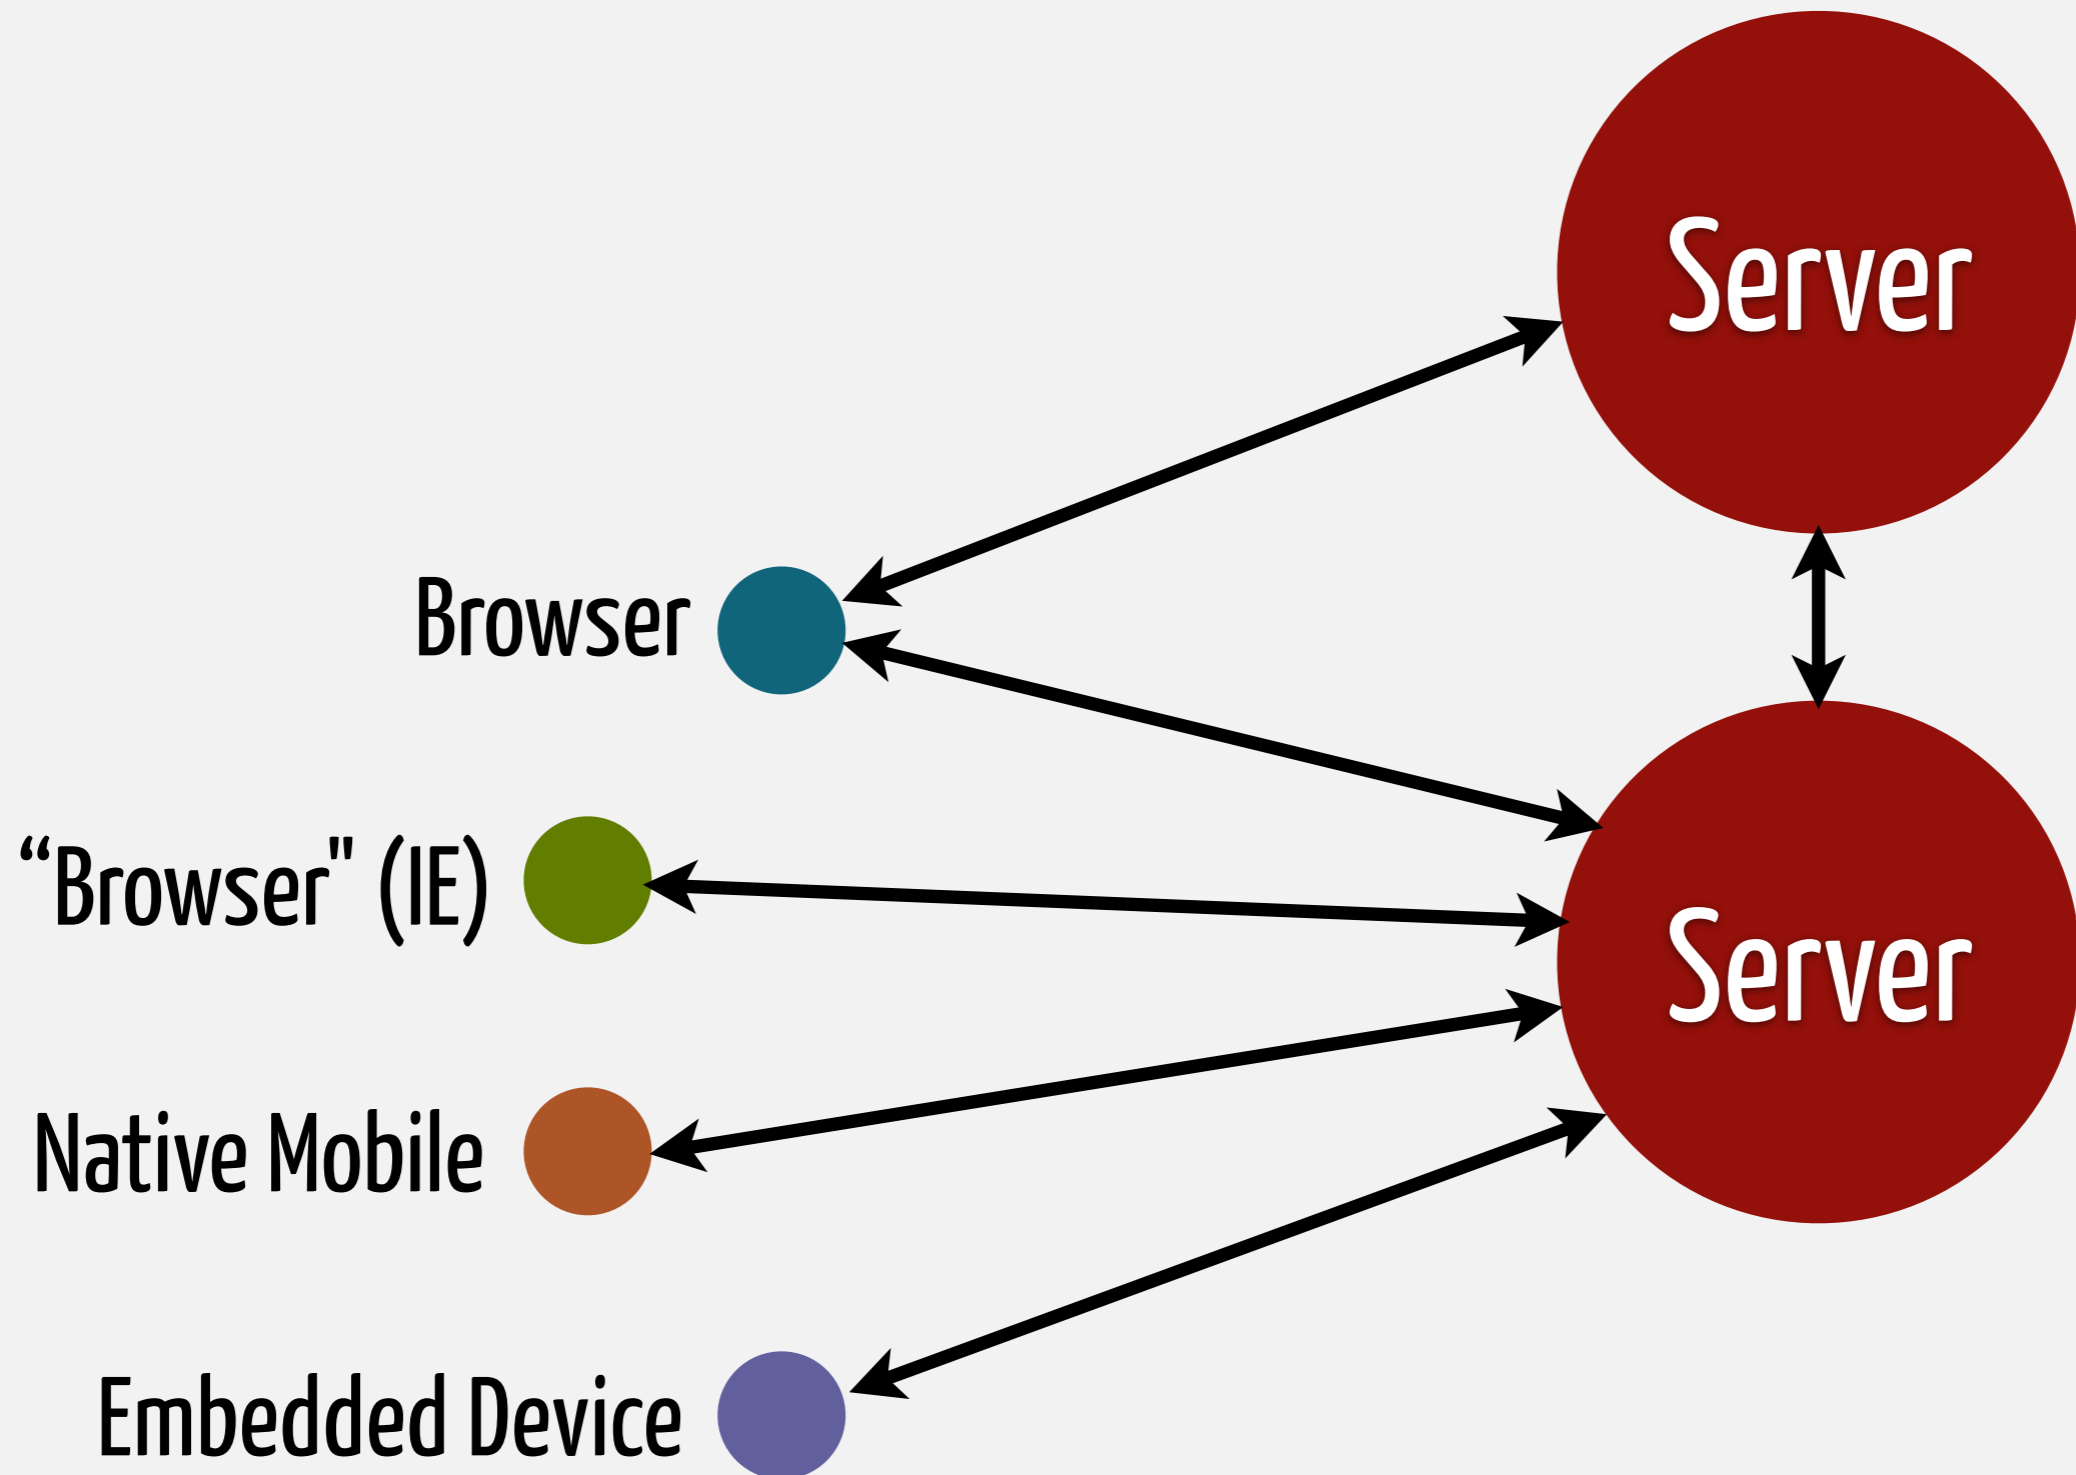 Server
Browser
“Browser" (IE)
Server
Native Mobile
Embedded Device